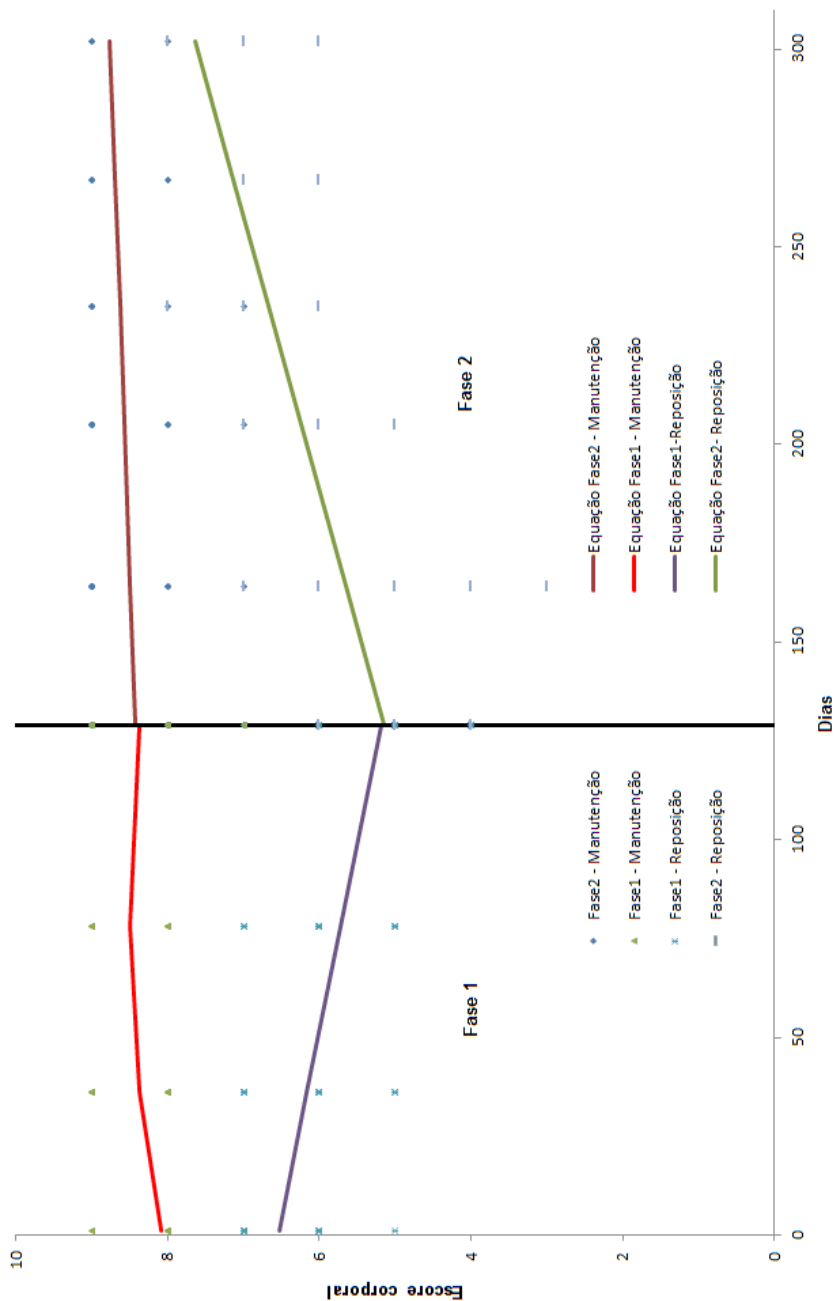 10
8
6
4
2
0
Escore corporal
Fase 1
Fase 2
Fase2 - Manutenção
Fase1 - Manutenção
Fase1 - Reposição
Fase2 - Reposição
Equação Fase2 - Manutenção
Equação Fase1 - Manutenção
Equação Fase1-Reposição
Equação Fase2- Reposição
0
50
100
150
200
250
300
Dias